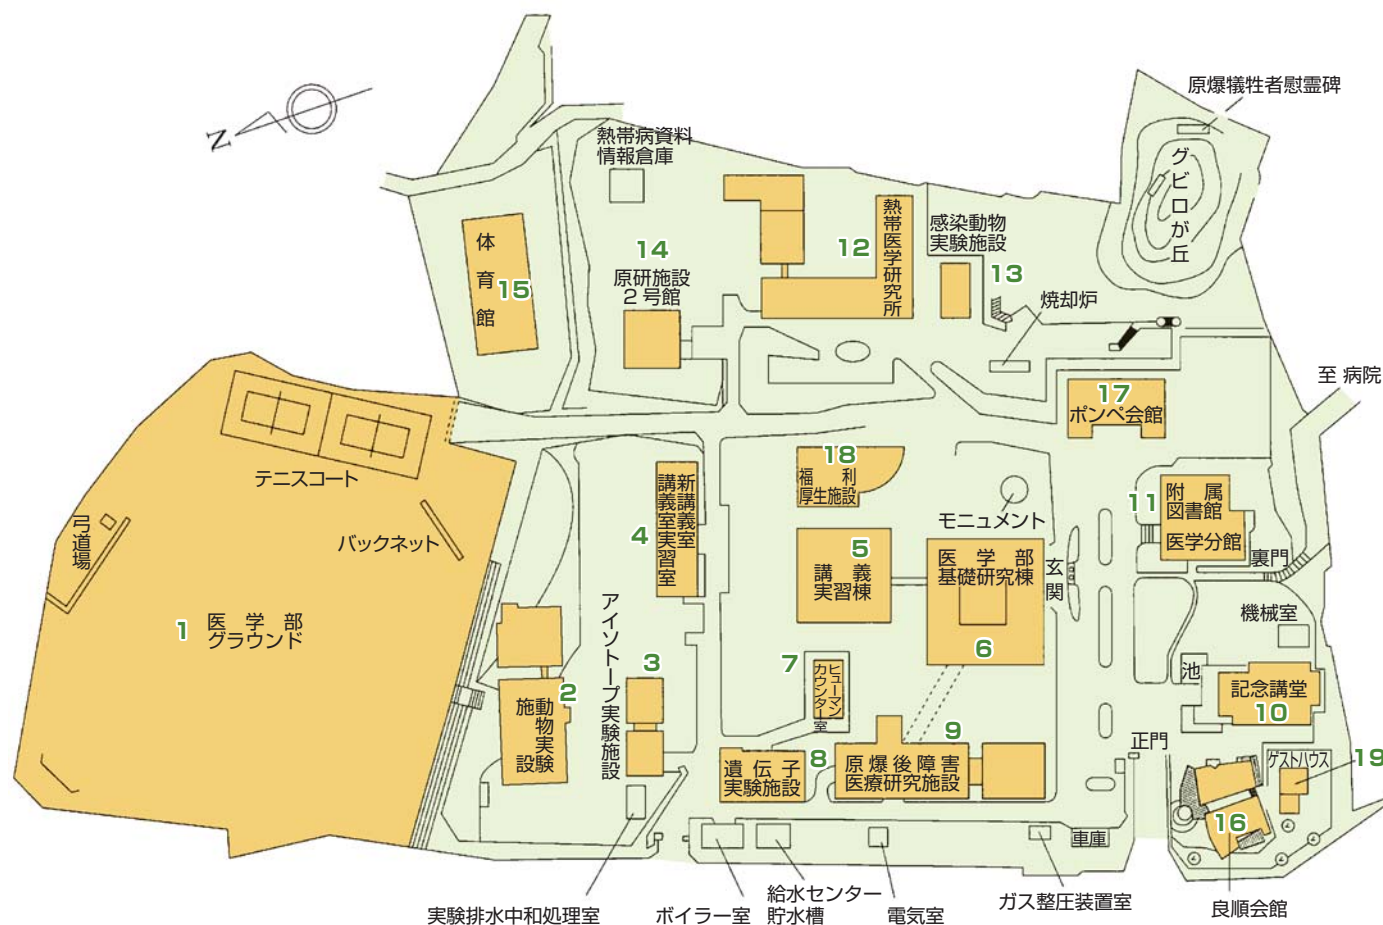 原爆犠牲者慰霊碑
グビロが丘
N
熱帯病資料
情報倉庫
体育館
15
14
原研施設
2号館
12
熱帯医学研究所
感染動物
実験施設
13
焼却炉
至 病院
17
ポンペ会館
テニスコート
バックネット
弓道場
1
医学部
グラウンド
4
新講義室
講義室実習室
18
福利
厚生施設
モニュメント
11
附属
図書館
医学分館
裏門
5
講義
実習棟
医学部
基礎研究棟
6
玄関
機械室
2
動物実験
施設
アイソトープ実験施設
3
7
ヒューマン
カウンター室
池
記念講堂
10
8
遺伝子
実験施設
9
原爆後障害
医療研究施設
正門
ゲストハウス
19
16
車庫
実験排水中和処理室
ボイラー室
給水センター
貯水槽
電気室
ガス整圧装置室
良順会館